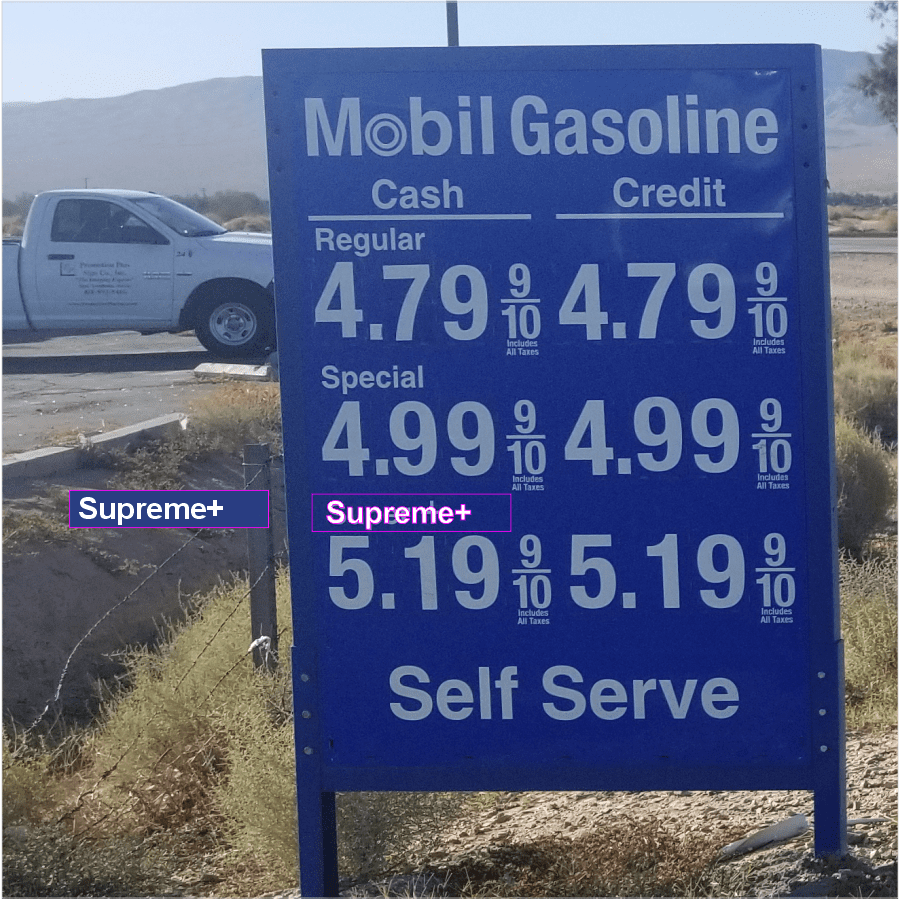 Mobil Gasoline
Cash Credit
Regular
4.79 9/10 4.79 9/10
Includes All Taxes Includes All Taxes
Special
4.99 9/10 4.99 9/10
Includes All Taxes Includes All Taxes
Supreme+ Supreme+
5.19 9/10 5.19 9/10
Includes All Taxes Includes All Taxes
Self Serve